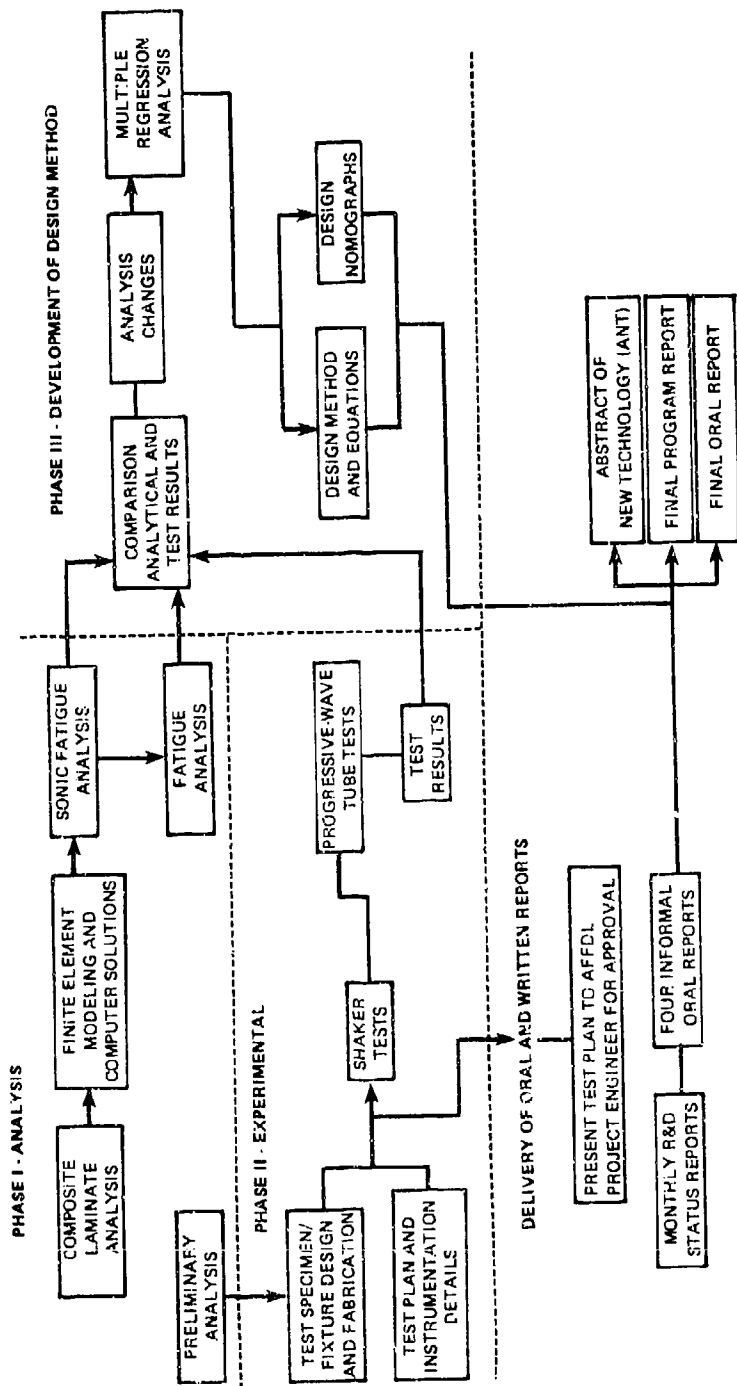 PHASE I - ANALYSIS
COMPOSITE
LAMINATE
ANALYSIS
FINITE ELEMENT
MODELING AND
COMPUTER SOLUTIONS
SONIC FATIGUE
ANALYSIS
FATIGUE
ANALYSIS
PRELIMINARY
ANALYSIS
PHASE II - EXPERIMENTAL
TEST SPECIMEN/
FIXTURE DESIGN
AND FABRICATION
TEST PLAN AND
INSTRUMENTATION
DETAILS
SHAKER
TESTS
PROGRESSIVE-WAVE
TUBE TESTS
TEST
RESULTS
PHASE III - DEVELOPMENT OF DESIGN METHOD
COMPARISON
ANALYTICAL AND
TEST RESULTS
ANALYSIS
CHANGES
MULTIPLE
REGRESSION
ANALYSIS
DESIGN METHOD
AND EQUATIONS
DESIGN
NOMOGRAPHS
DELIVERY OF ORAL AND WRITTEN REPORTS
PRESENT TEST PLAN TO AFFDL
PROJECT ENGINEER FOR APPROVAL
MONTHLY R&D
STATUS REPORTS
FOUR INFORMAL
ORAL REPORTS
ABSTRACT OF
NEW TECHNOLOGY (ANT)
FINAL PROGRAM REPORT
FINAL ORAL REPORT